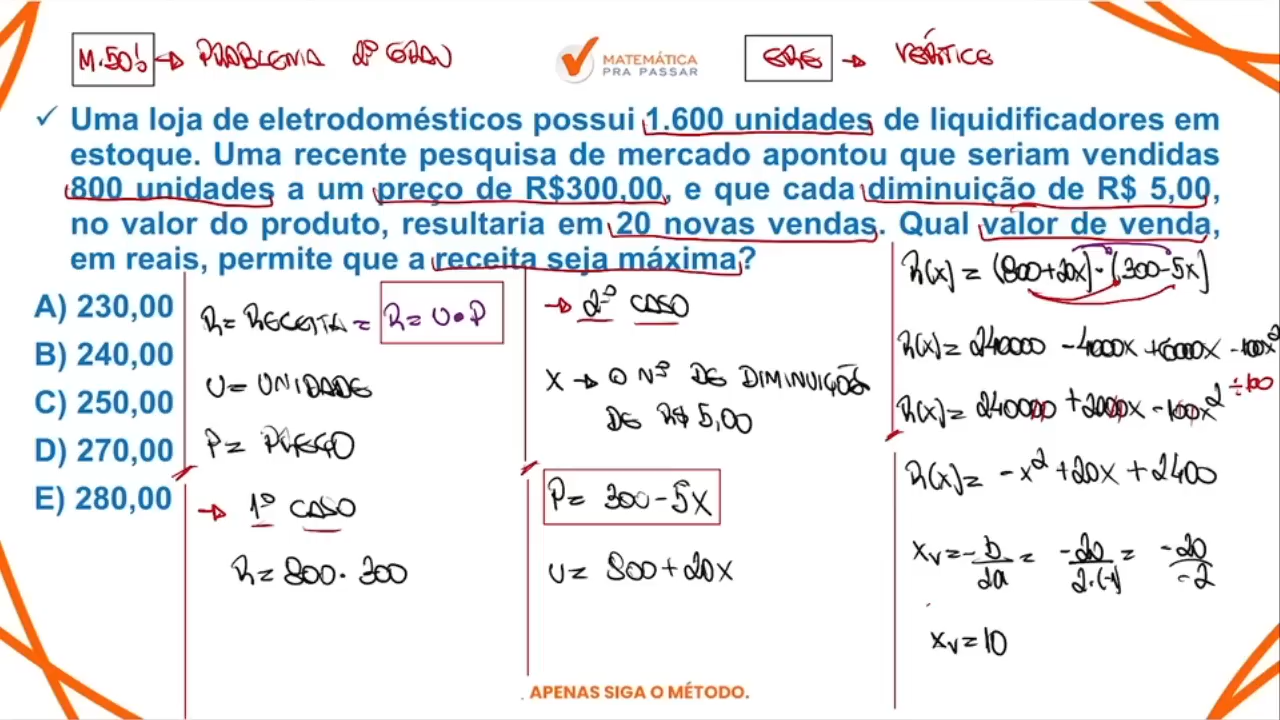 M.50% → PROBLEMA 2º GRAU
MATEMÁTICA
PRA PASSAR
→ VÉRTICE
✓ Uma loja de eletrodomésticos possui 1.600 unidades de liquidificadores em
estoque. Uma recente pesquisa de mercado apontou que seriam vendidas
800 unidades a um preço de R$300,00, e que cada diminuição de R$ 5,00,
no valor do produto, resultaria em 20 novas vendas. Qual valor de venda,
em reais, permite que a receita seja máxima?
A) 230,00
B) 240,00
C) 250,00
D) 270,00
E) 280,00
R = RECEITA = R = U•P
U = UNIDADE
P = PREÇO
→ 1º CASO
R = 800 • 300
→ 2º CASO
X → O Nº DE DIMINUIÇÕES
DE R$ 5,00
P = 300 - 5X
U = 800 + 20X
R(x) = (800+20x) • (300-5x)
R(x) = 240000 - 4000x + 6000x - 100x²
R(x) = 240000 + 2000x - 100x² ÷100
R(x) = -x² + 20x + 2400
Xv = -b/2a = -20/2•(-1) = -20/-2
Xv = 10
APENAS SIGA O MÉTODO.